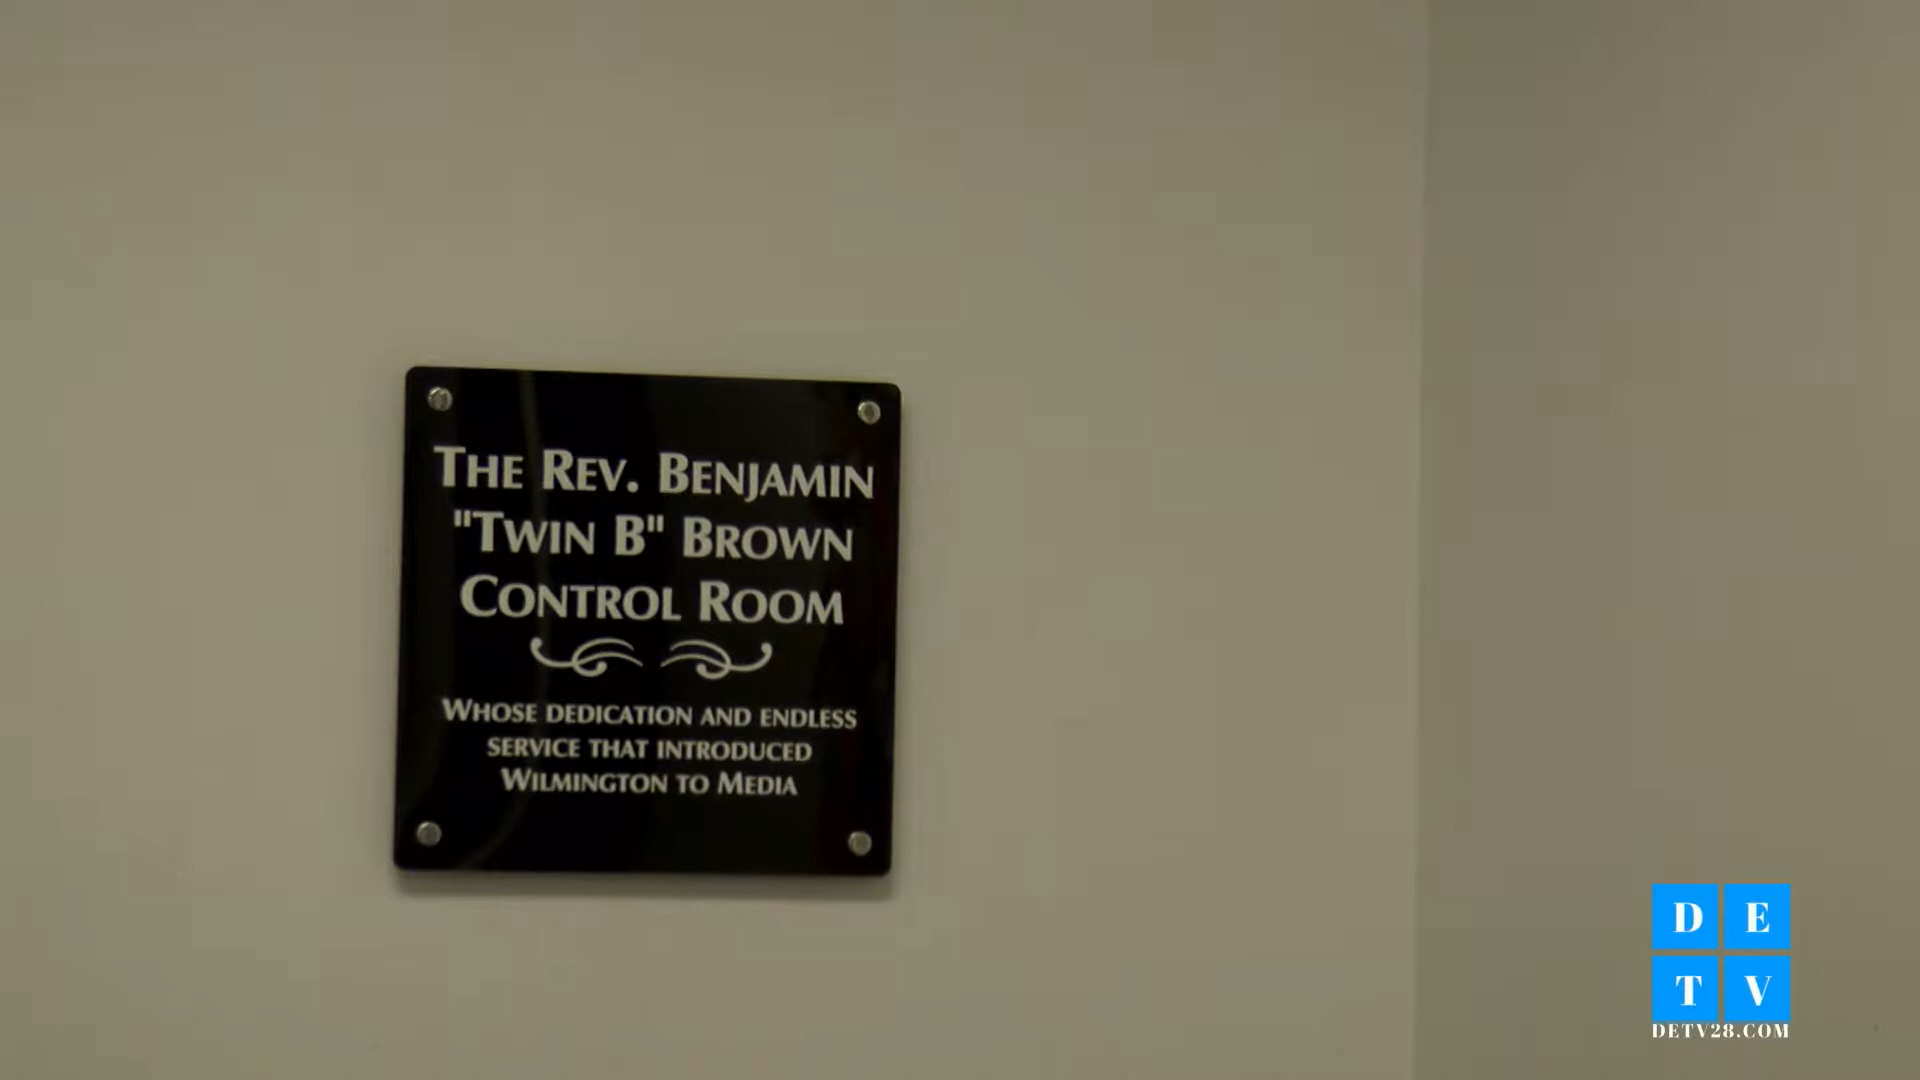 THE REV. BENJAMIN
"TWIN B" BROWN
CONTROL ROOM
WHOSE DEDICATION AND ENDLESS
SERVICE THAT INTRODUCED
WILMINGTON TO MEDIA
D E
T V
DETV28.COM